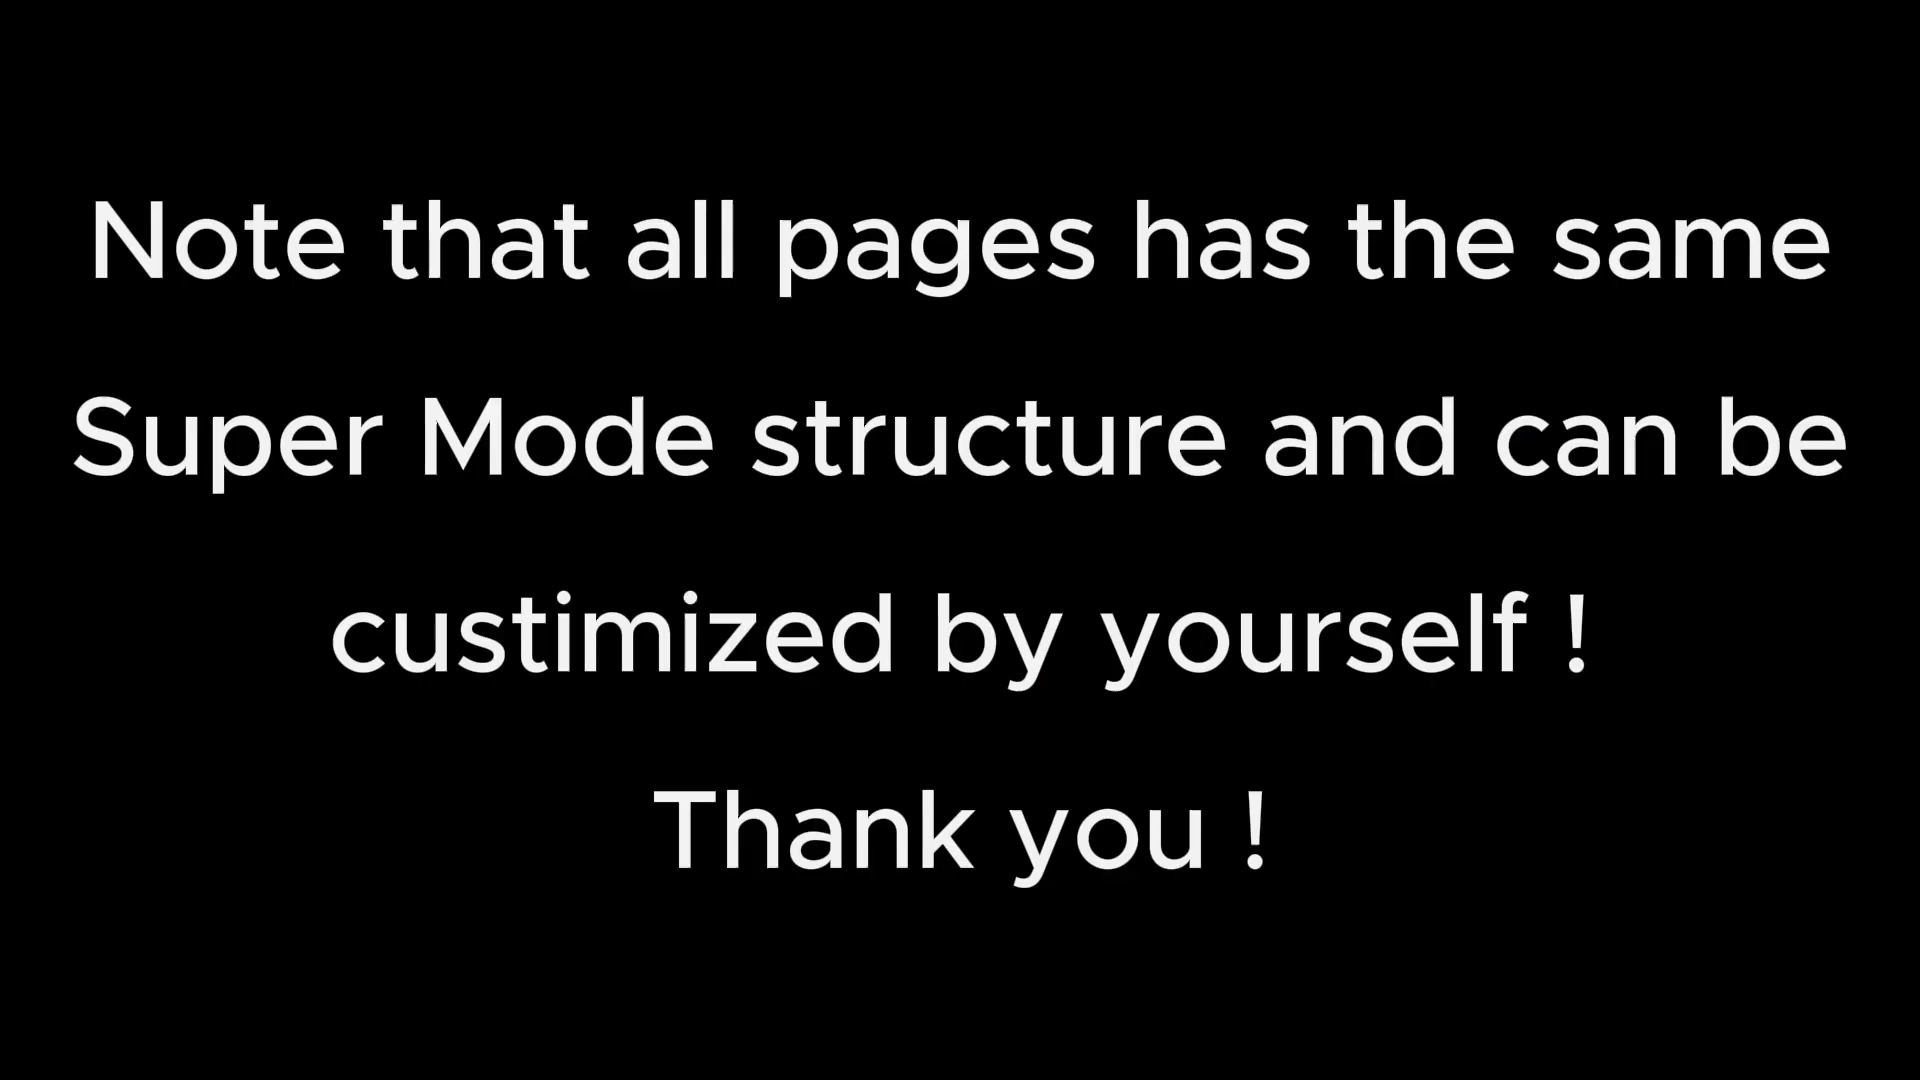 Note that all pages has the same
Super Mode structure and can be
custimized by yourself !
Thank you !